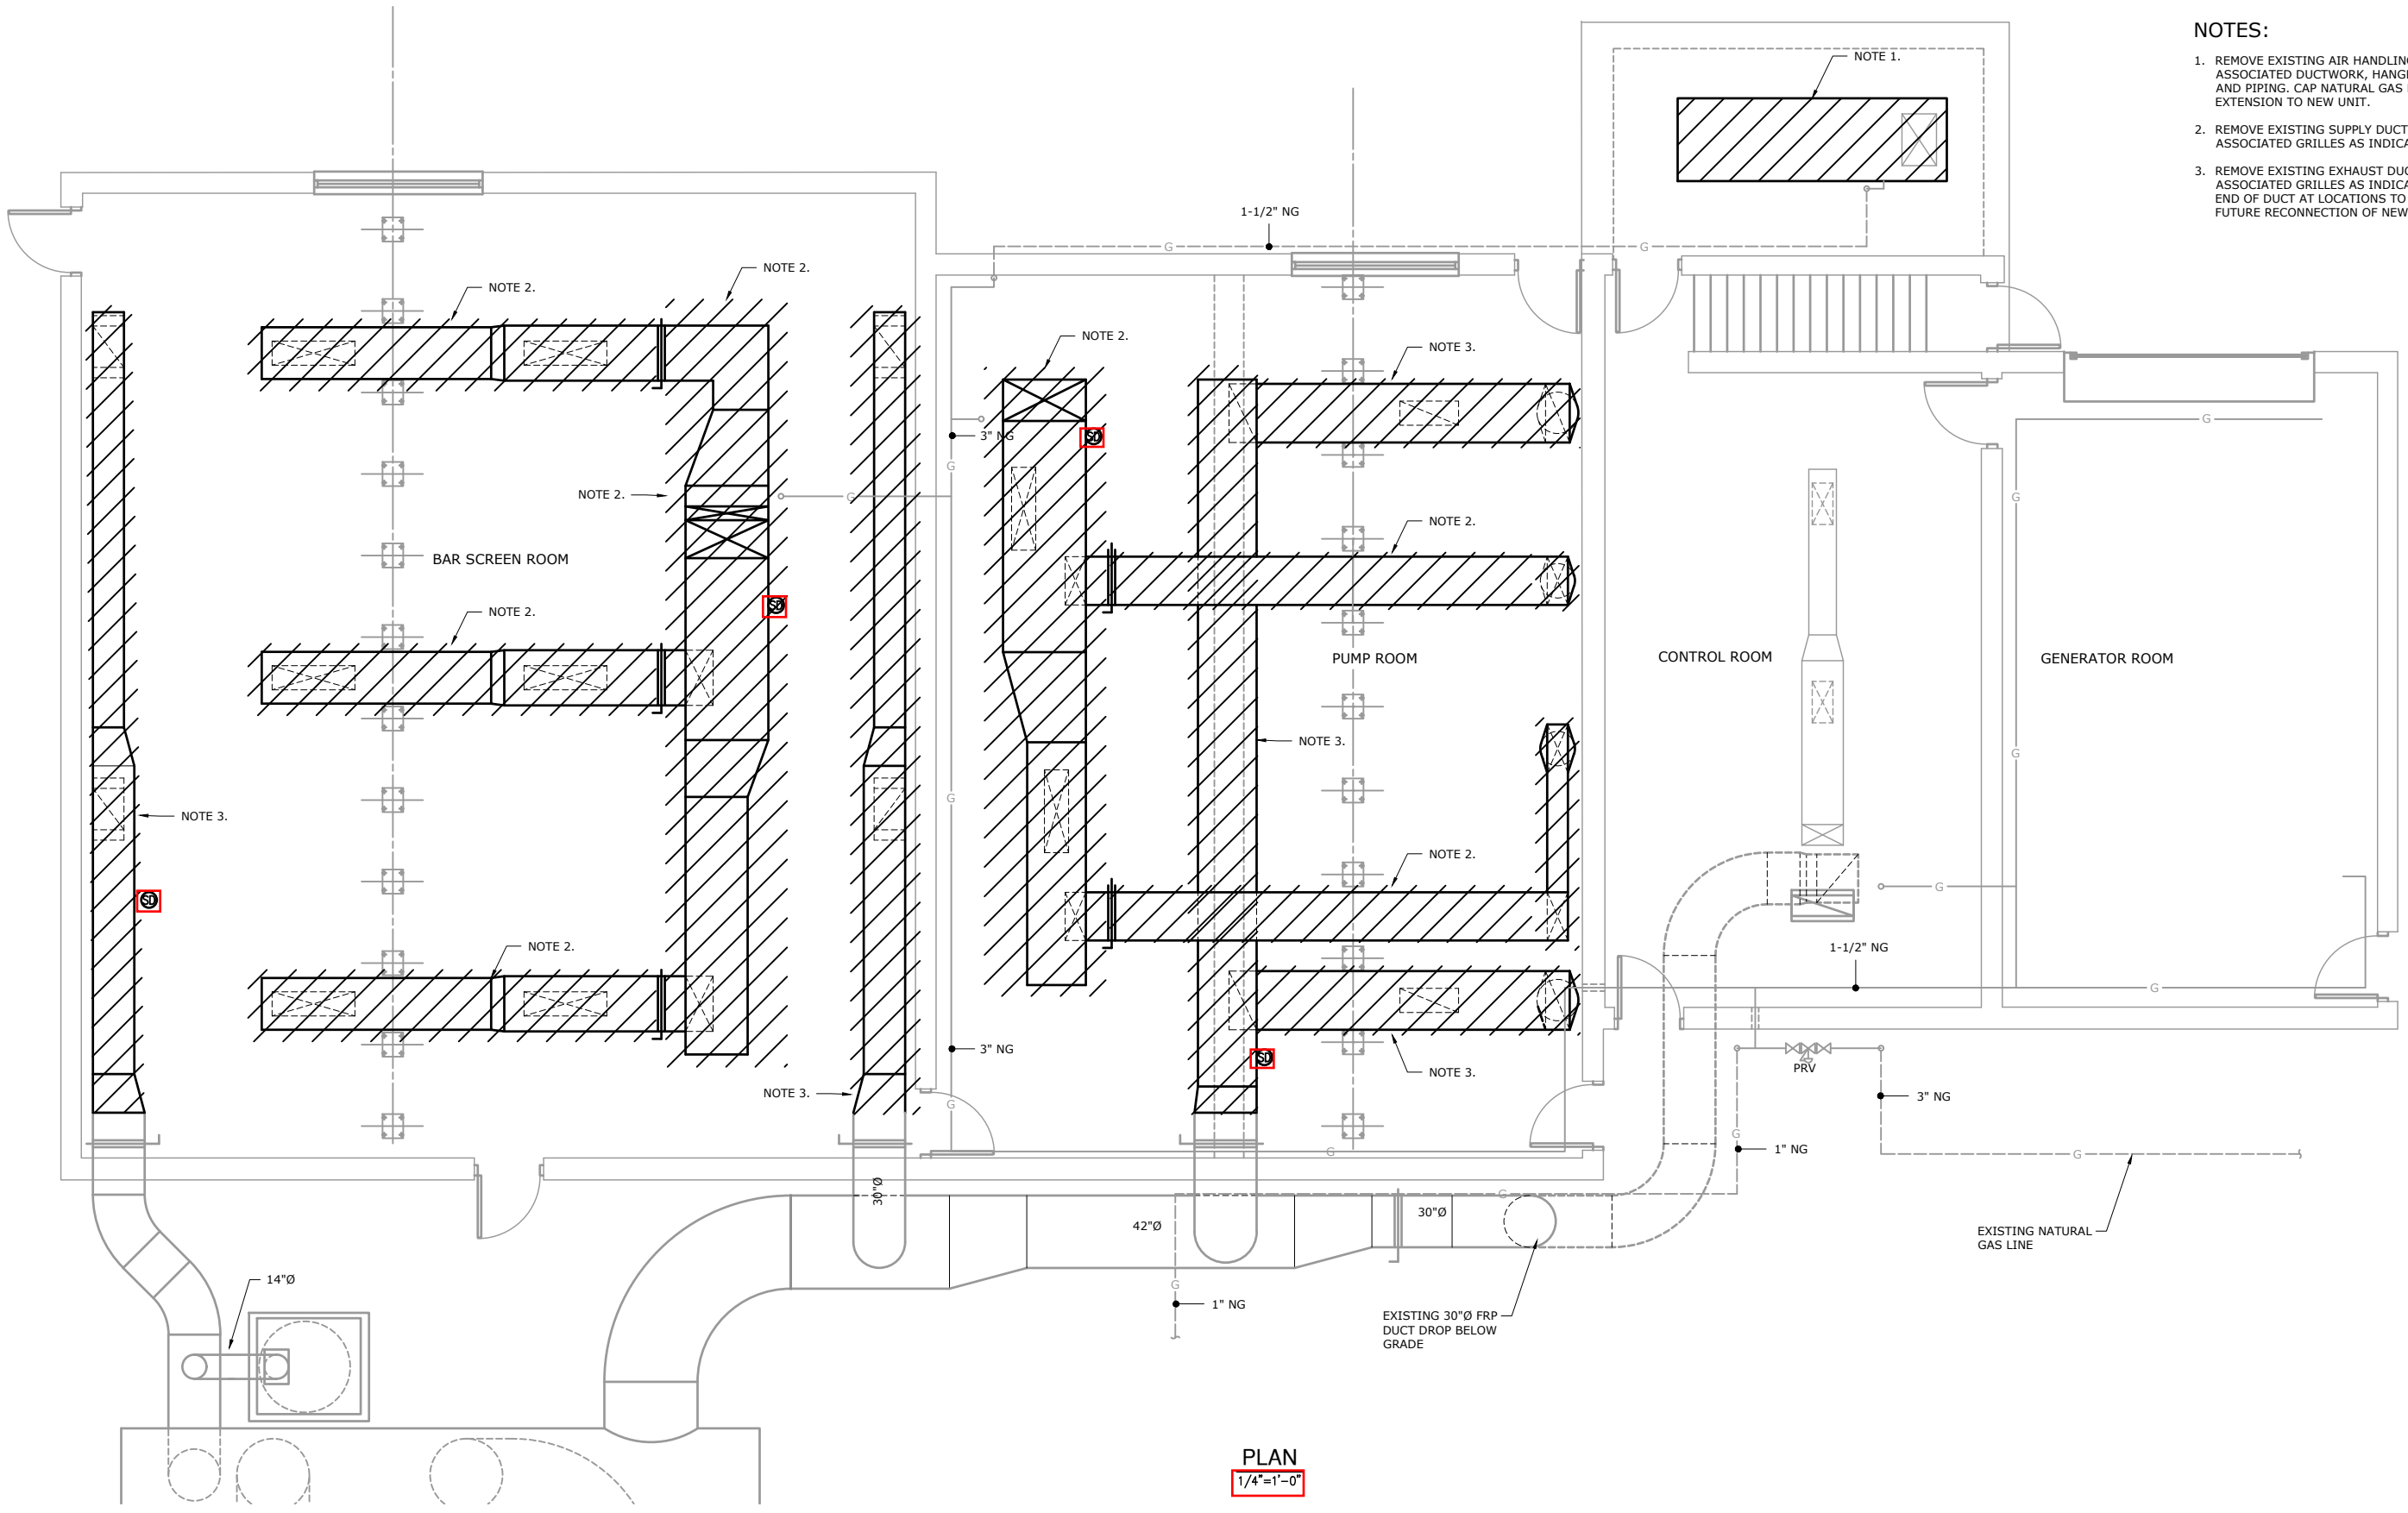 NOTES:
1. REMOVE EXISTING AIR HANDLING
ASSOCIATED DUCTWORK,
AND PIPING. CAP NATURAL GAS
EXTENSION TO NEW UNIT.
2. REMOVE EXISTING SUPPLY DUCT
ASSOCIATED GRILLES AS
3. REMOVE EXISTING EXHAUST
ASSOCIATED GRILLES AS
END OF DUCT AT LOCATIONS TO
FUTURE RECONNECTION OF NEW
NOTE 1.
1-1/2" NG
G
G
NOTE 2.
NOTE 2.
NOTE 2.
NOTE 3.
3" NG
SD
G
G
G
NOTE 2.
G
G
NOTE 2.
BAR SCREEN ROOM
SD
NOTE 2.
PUMP ROOM
CONTROL ROOM
GENERATOR ROOM
NOTE 3.
G
G
NOTE 3.
NOTE 2.
SD
G
NOTE 2.
1-1/2" NG
G
3" NG
SD
NOTE 3.
PRV
NOTE 3.
G
3" NG
G
G
1" NG
G
30"Ø
G
42"Ø
30"Ø
EXISTING NATURAL
GAS LINE
14"Ø
G
1" NG
EXISTING 30"Ø FRP
DUCT DROP BELOW
GRADE
PLAN
1/4"=1'-0"